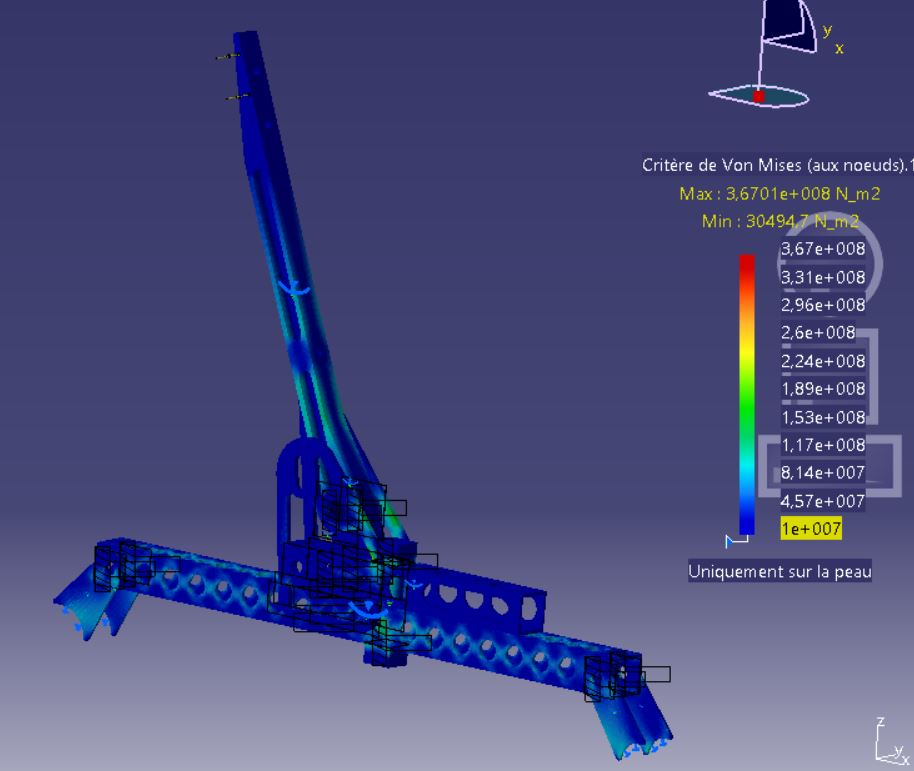 y
x
Critère de Von Mises (aux noeuds).1
Max : 3,6701e+008 N_m2
Min : 30494,7 N_m2
3,67e+008
3,31e+008
2,96e+008
2,6e+008
2,24e+008
1,89e+008
1,53e+008
1,17e+008
8,14e+007
4,57e+007
1e+007
Uniquement sur la peau
z
y
x